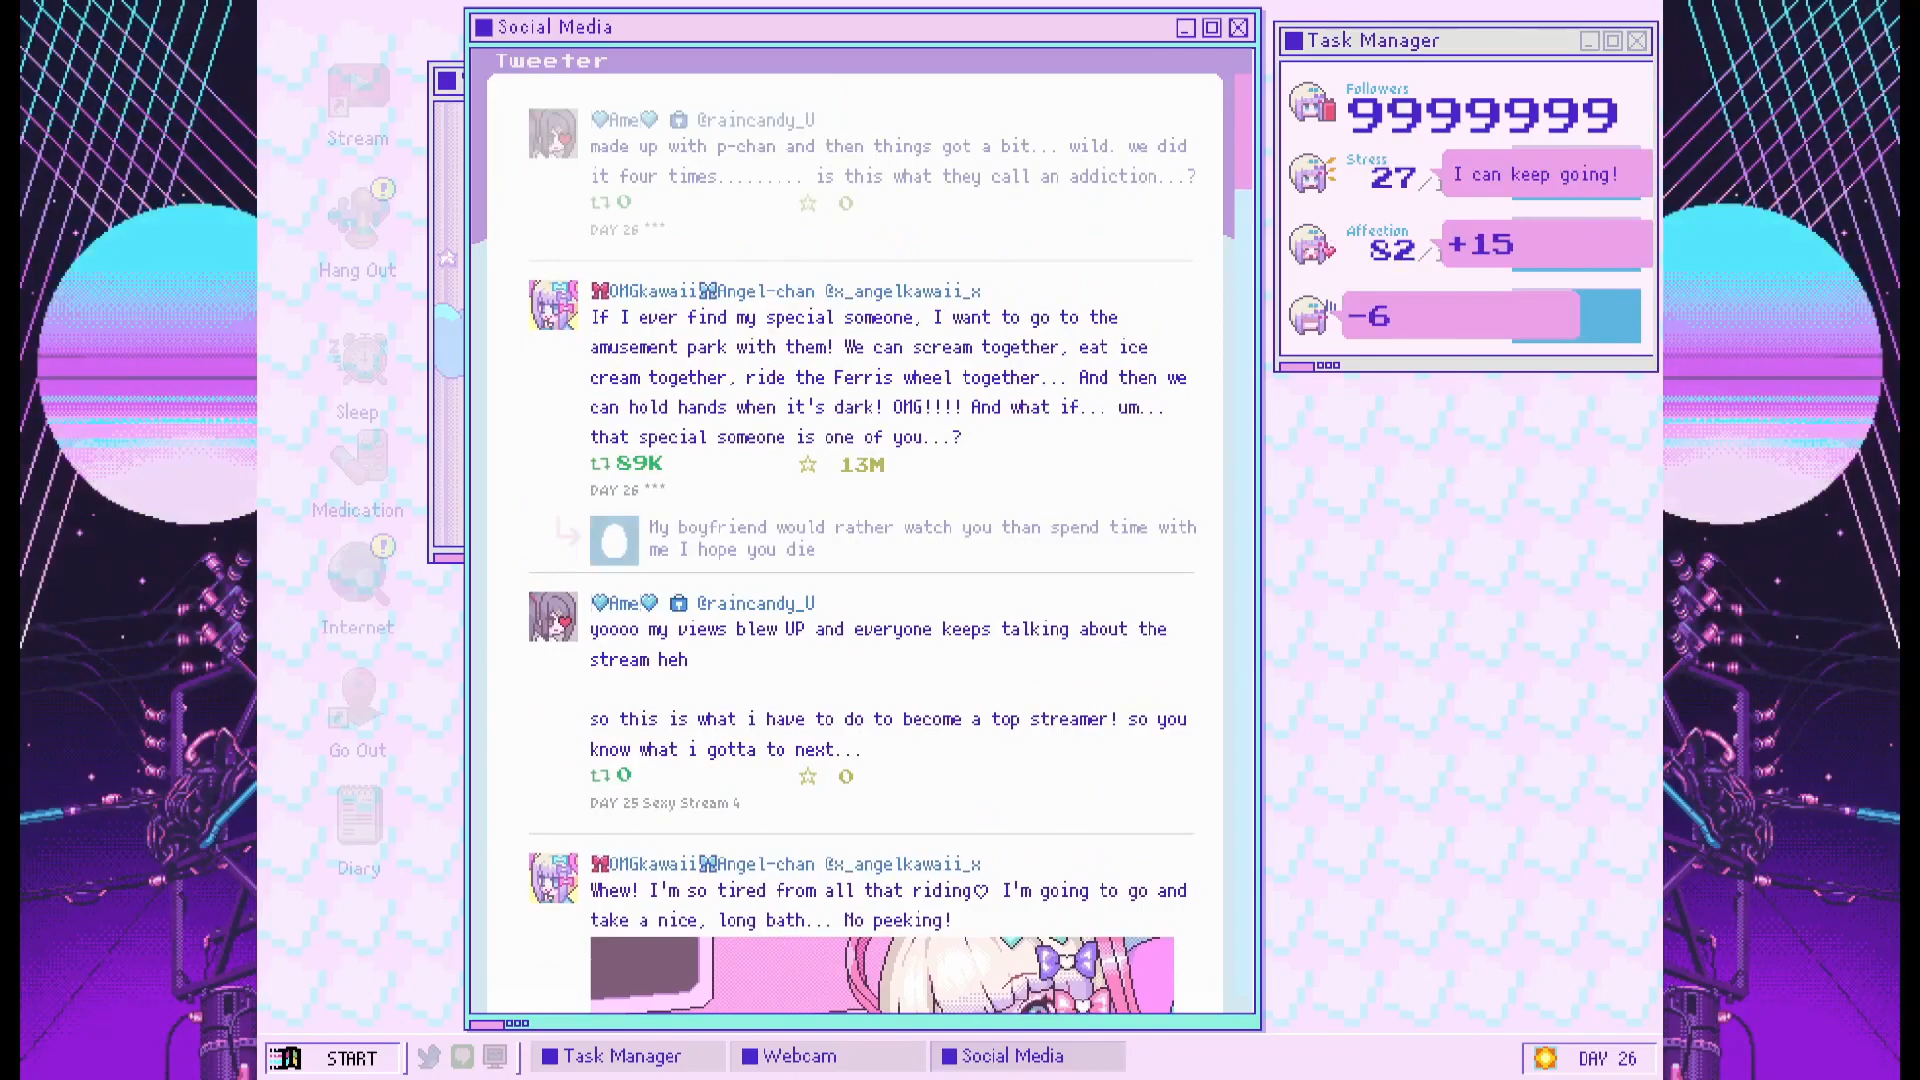 Social Media
Tweeter
Ame @raincandy_U
made up with p-chan and then things got a bit... wild. we did
it four times......... is this what they call an addiction...?
0 0
DAY 26 ***
OMGkawaii Angel-chan @x_angelkawaii_x
If I ever find my special someone, I want to go to the
amusement park with them! We can scream together, eat ice
cream together, ride the Ferris wheel together... And then we
can hold hands when it's dark! OMG!!!! And what if... um...
that special someone is one of you...?
89K 13M
DAY 26 ***
My boyfriend would rather watch you than spend time with
me I hope you die
Ame @raincandy_U
yoooo my views blew UP and everyone keeps talking about the
stream heh
so this is what i have to do to become a top streamer! so you
know what i gotta to next...
0 0
DAY 25 Sexy Stream 4
OMGkawaii Angel-chan @x_angelkawaii_x
Whew! I'm so tired from all that riding♡ I'm going to go and
take a nice, long bath... No peeking!
Task Manager
Followers
9999999
Stress
27/
I can keep going!
Affection
82/
+15
-6
Stream
Hang Out
Sleep
Medication
Internet
Go Out
Diary
START
Task Manager
Webcam
Social Media
DAY 26